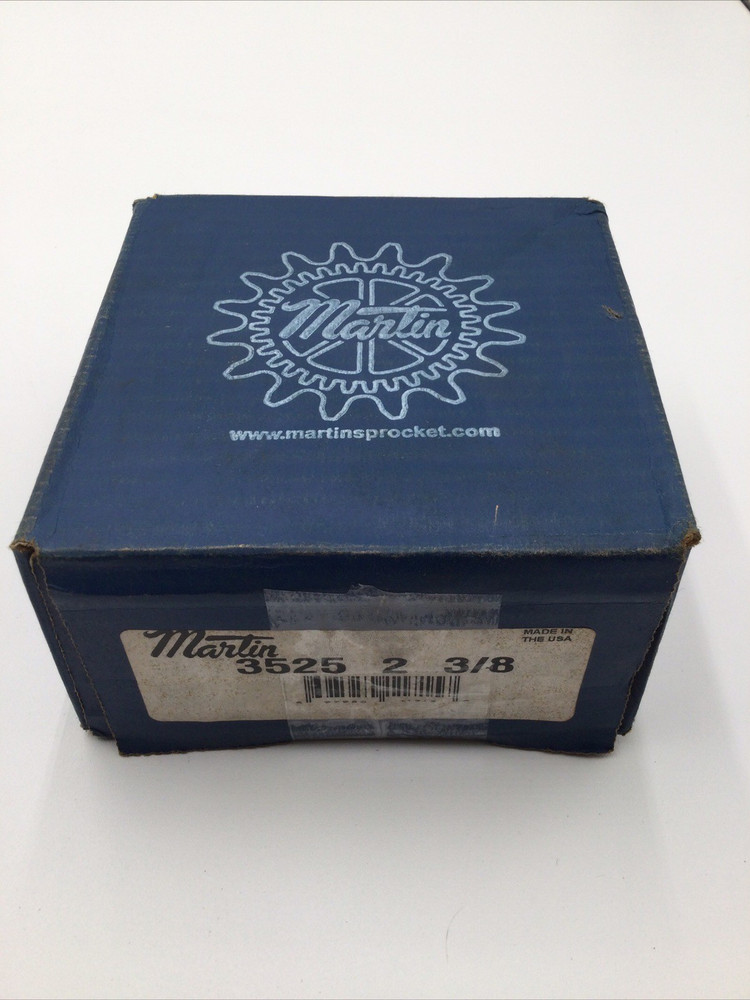 Martin
www.martinsprocket.com
Martin
MADE IN
THE USA
3525 2 3/8